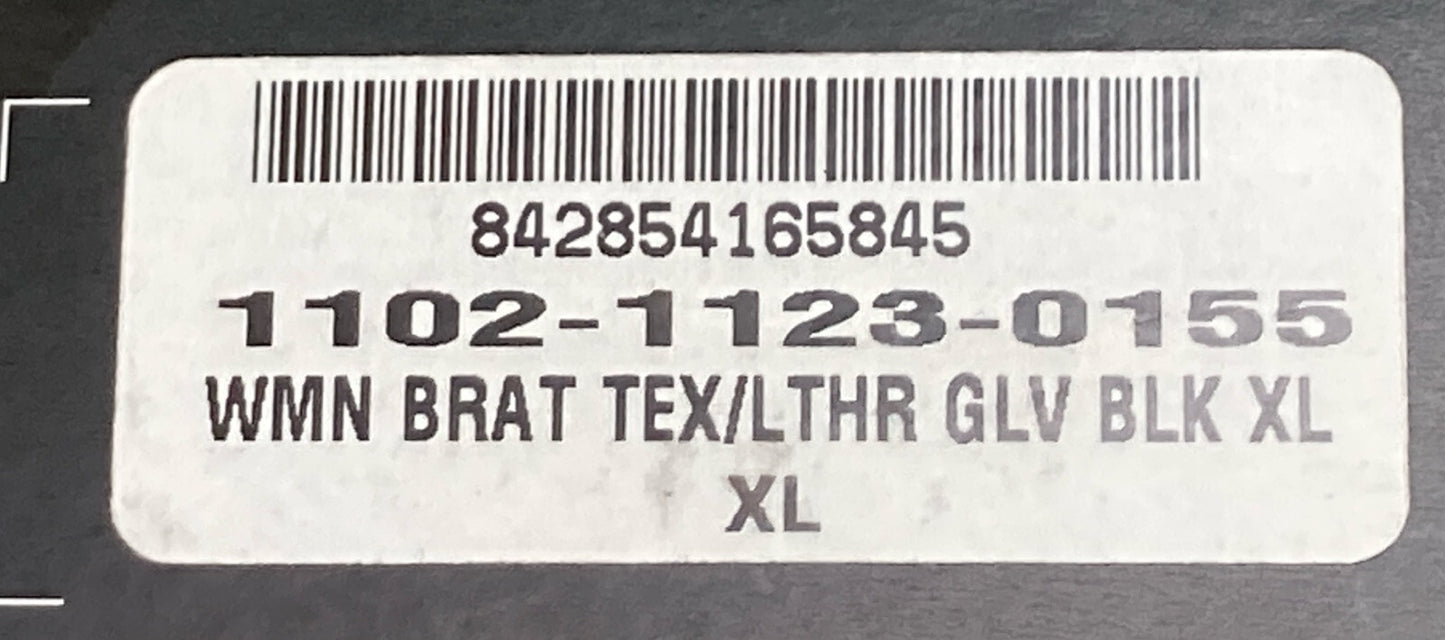 842854165845
1102-1123-0155
WMN BRAT TEX/LTHR GLV BLK XL
XL